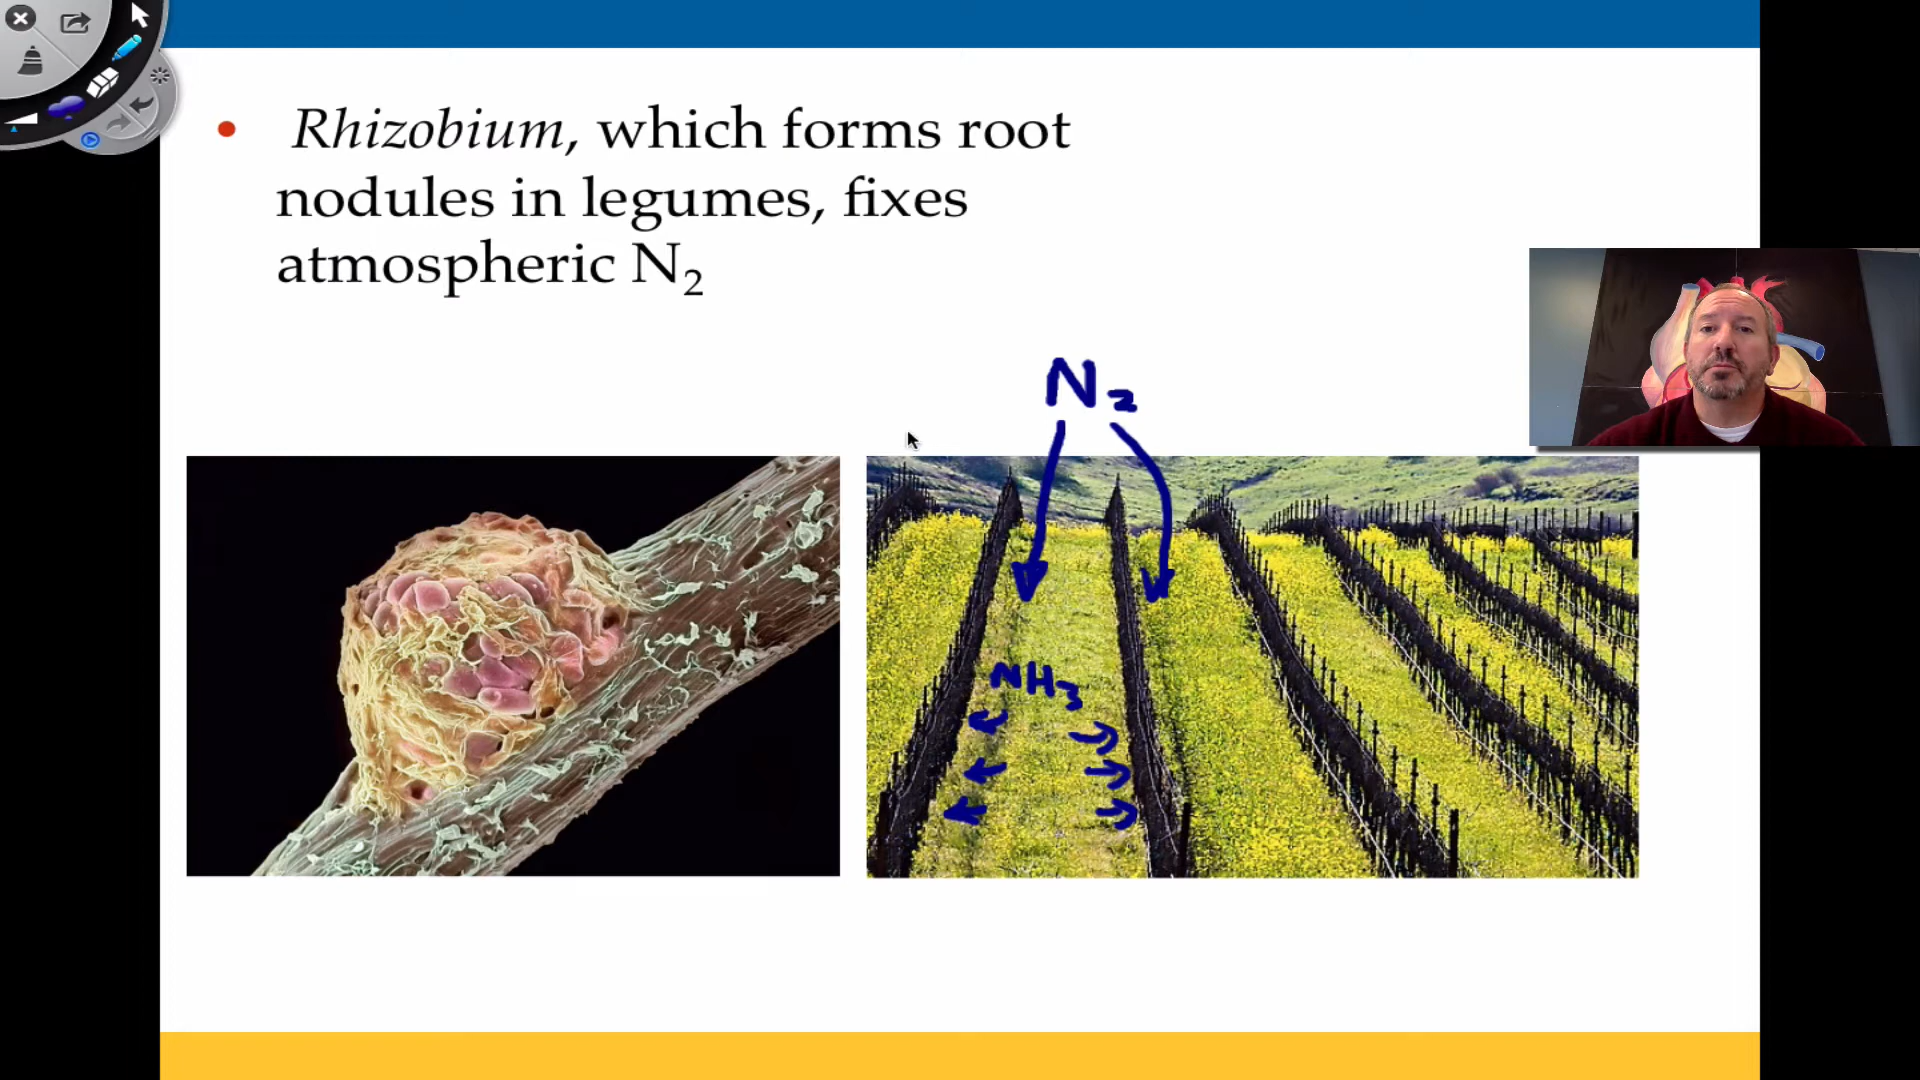 • Rhizobium, which forms root
nodules in legumes, fixes
atmospheric N₂
N₂
NH₃